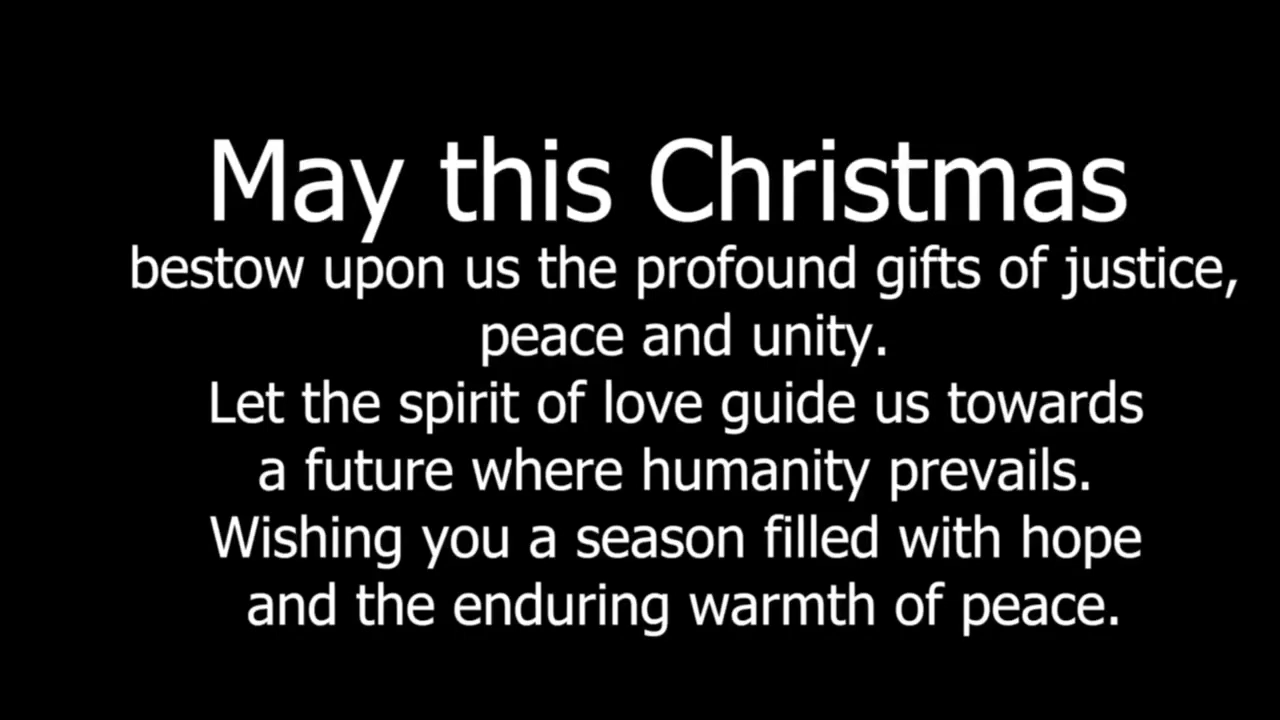 May this Christmas
bestow upon us the profound gifts of justice,
peace and unity.
Let the spirit of love guide us towards
a future where humanity prevails.
Wishing you a season filled with hope
and the enduring warmth of peace.